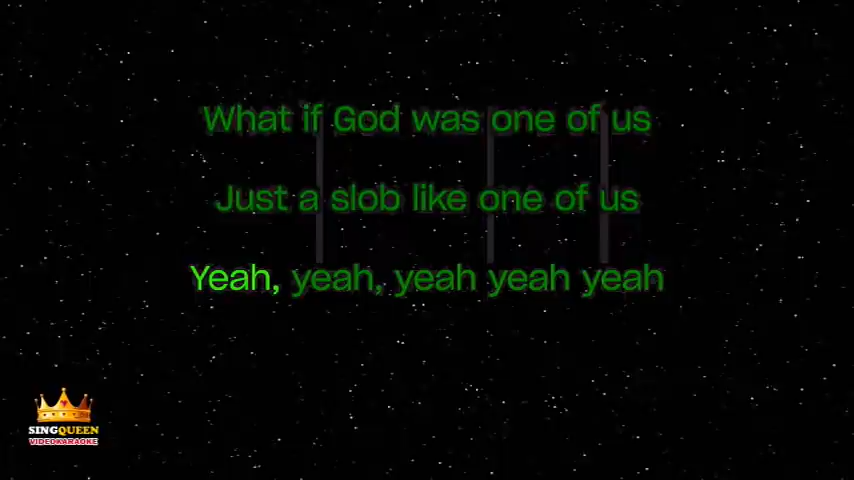 What if God was one of us
Just a slob like one of us
Yeah, yeah, yeah yeah yeah
SINGQUEEN
VIDEOKARAOKE